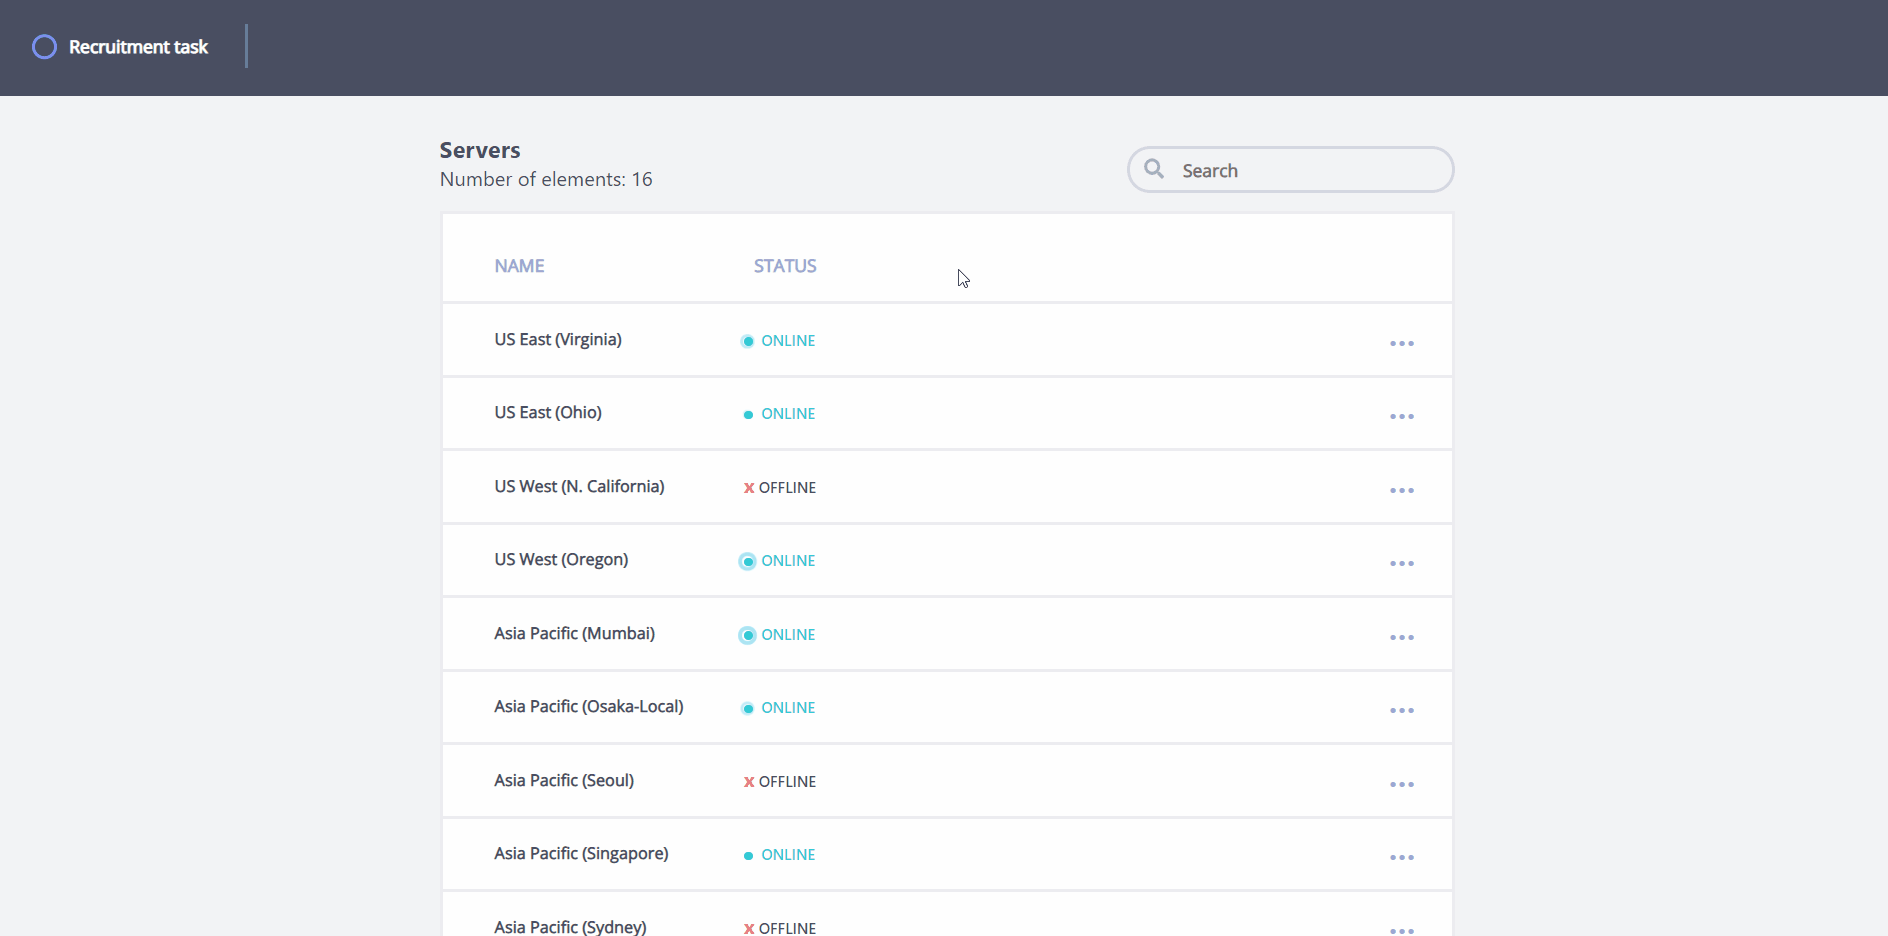 Recruitment task
Servers
Number of elements: 16
Search
NAME STATUS
US East (Virginia) ONLINE
US East (Ohio) ONLINE
US West (N. California) x OFFLINE
US West (Oregon) ONLINE
Asia Pacific (Mumbai) ONLINE
Asia Pacific (Osaka-Local) ONLINE
Asia Pacific (Seoul) x OFFLINE
Asia Pacific (Singapore) ONLINE
Asia Pacific (Sydney) x OFFLINE